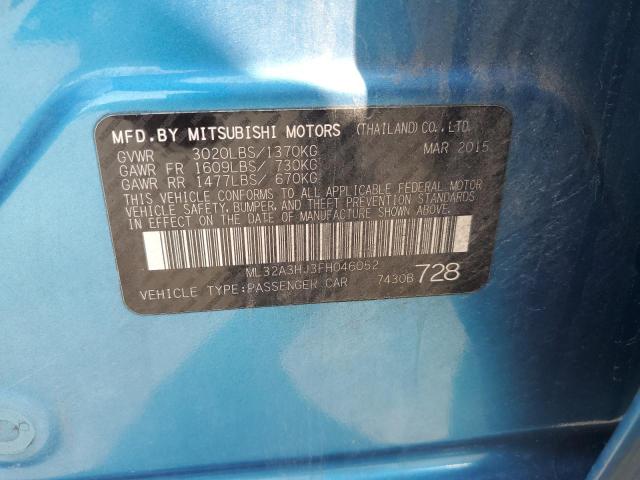 MFD.BY MITSUBISHI MOTORS (THAILAND)CO.,LTD.
GVWR 3020LBS/1370KG MAR 2015
GAWR FR 1609LBS/ 730KG
GAWR RR 1477LBS/ 670KG
THIS VEHICLE CONFORMS TO ALL APPLICABLE FEDERAL MOTOR
VEHICLE SAFETY,BUMPER,AND THEFT PREVENTION STANDARDS
IN EFFECT ON THE DATE OF MANUFACTURE SHOWN ABOVE.
ML32A3HJ3FH046052
VEHICLE TYPE:PASSENGER CAR 7430B 728